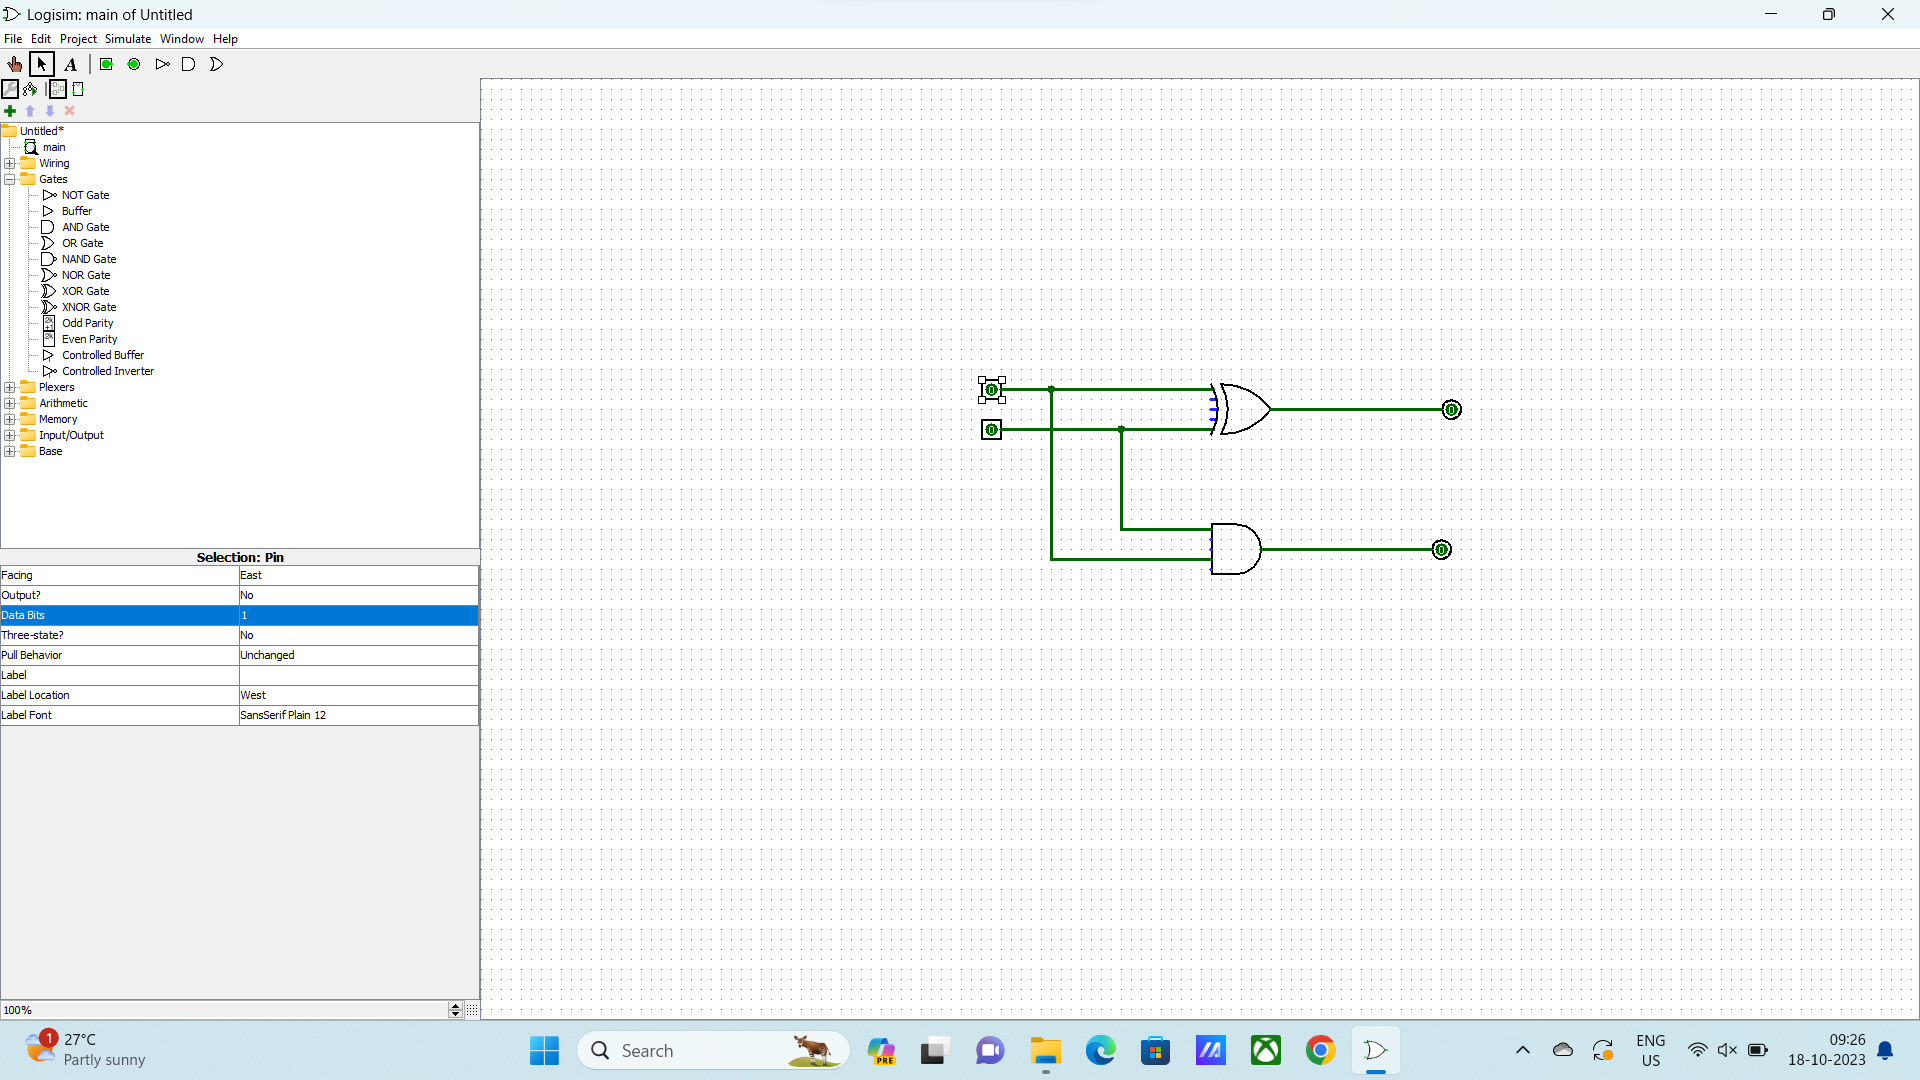 Logisim: main of Untitled
File Edit Project Simulate Window Help
A
Untitled*
main
Wiring
Gates
NOT Gate
Buffer
AND Gate
OR Gate
NAND Gate
NOR Gate
XOR Gate
XNOR Gate
2k+1 Odd Parity
2k Even Parity
Controlled Buffer
Controlled Inverter
Plexers
Arithmetic
Memory
Input/Output
Base
Selection: Pin
Facing East
Output? No
Data Bits 1
Three-state? No
Pull Behavior Unchanged
Label
Label Location West
Label Font SansSerif Plain 12
0
0
0
0
100%
1
27°C
Partly sunny
Search
PRE
ENG
US
09:26
18-10-2023